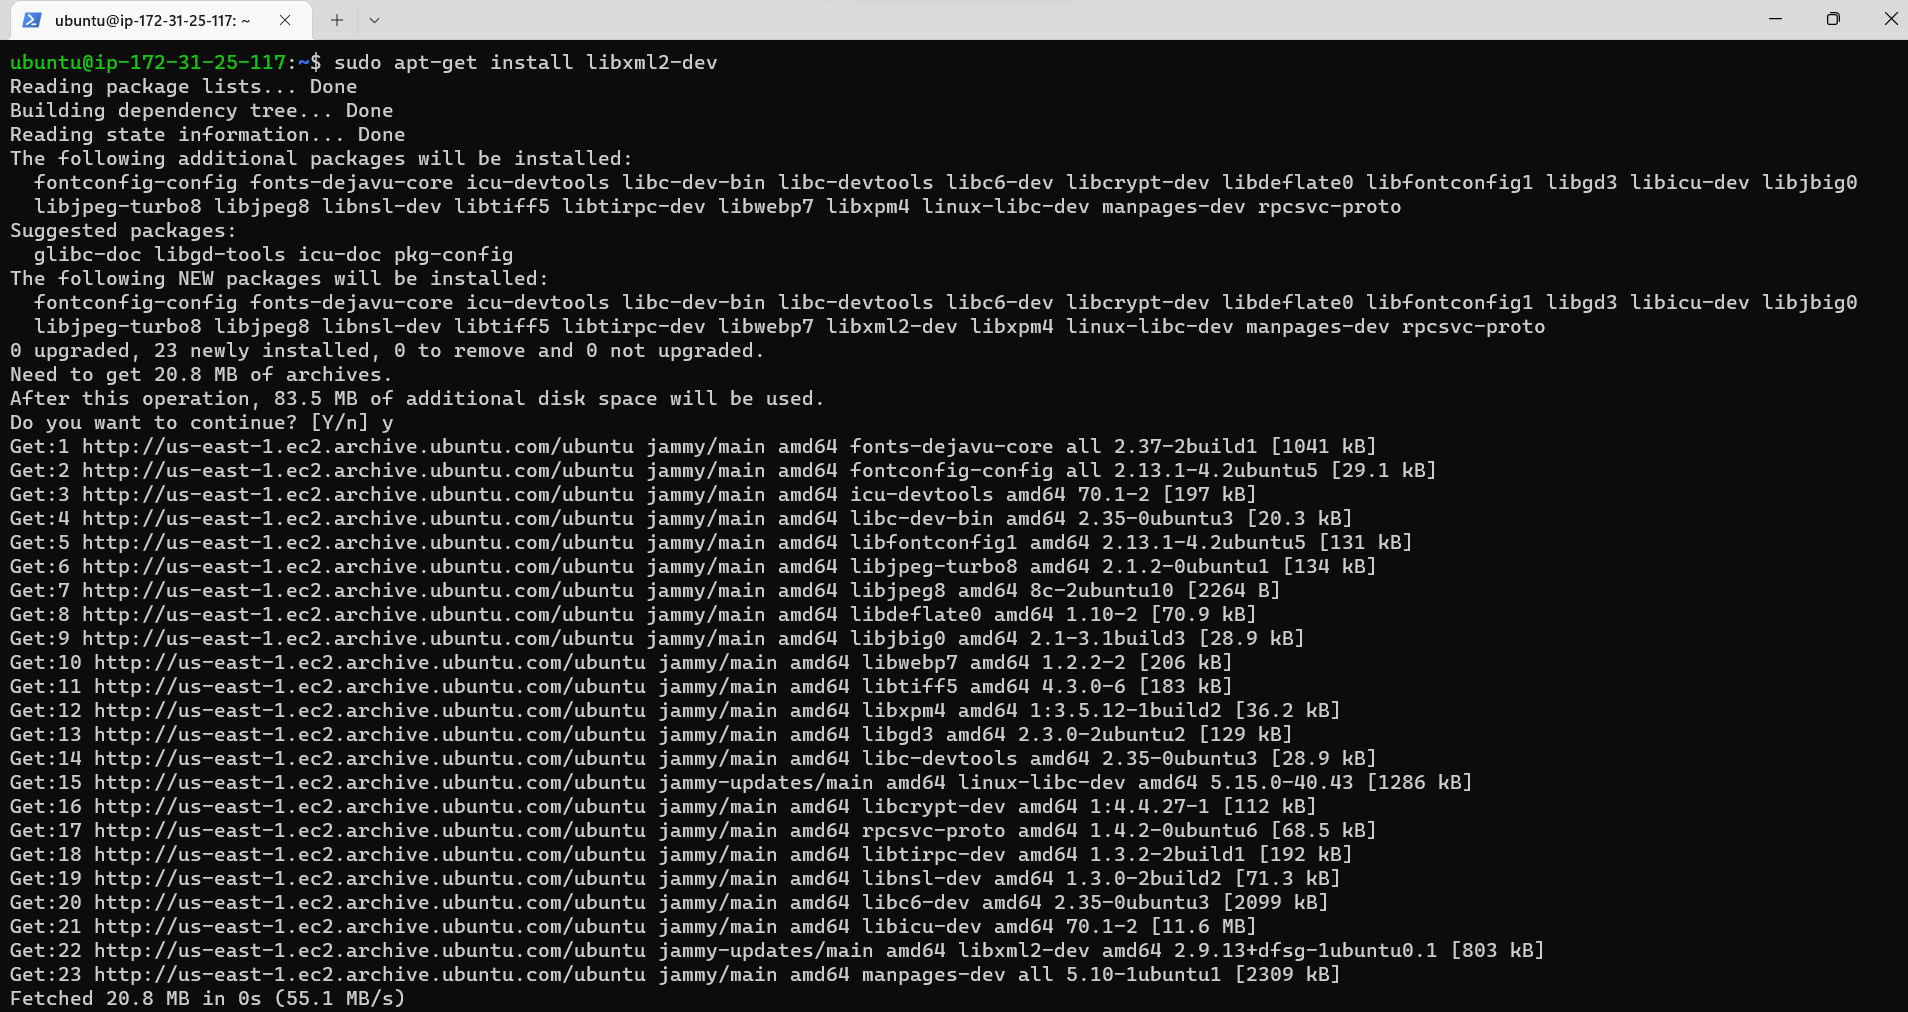 ubuntu@ip-172-31-25-117: ~
ubuntu@ip-172-31-25-117:~$ sudo apt-get install libxml2-dev
Reading package lists... Done
Building dependency tree... Done
Reading state information... Done
The following additional packages will be installed:
  fontconfig-config fonts-dejavu-core icu-devtools libc-dev-bin libc-devtools libc6-dev libcrypt-dev libdeflate0 libfontconfig1 libgd3 libicu-dev libjbig0
  libjpeg-turbo8 libjpeg8 libnsl-dev libtiff5 libtirpc-dev libwebp7 libxpm4 linux-libc-dev manpages-dev rpcsvc-proto
Suggested packages:
  glibc-doc libgd-tools icu-doc pkg-config
The following NEW packages will be installed:
  fontconfig-config fonts-dejavu-core icu-devtools libc-dev-bin libc-devtools libc6-dev libcrypt-dev libdeflate0 libfontconfig1 libgd3 libicu-dev libjbig0
  libjpeg-turbo8 libjpeg8 libnsl-dev libtiff5 libtirpc-dev libwebp7 libxml2-dev libxpm4 linux-libc-dev manpages-dev rpcsvc-proto
0 upgraded, 23 newly installed, 0 to remove and 0 not upgraded.
Need to get 20.8 MB of archives.
After this operation, 83.5 MB of additional disk space will be used.
Do you want to continue? [Y/n] y
Get:1 http://us-east-1.ec2.archive.ubuntu.com/ubuntu jammy/main amd64 fonts-dejavu-core all 2.37-2build1 [1041 kB]
Get:2 http://us-east-1.ec2.archive.ubuntu.com/ubuntu jammy/main amd64 fontconfig-config all 2.13.1-4.2ubuntu5 [29.1 kB]
Get:3 http://us-east-1.ec2.archive.ubuntu.com/ubuntu jammy/main amd64 icu-devtools amd64 70.1-2 [197 kB]
Get:4 http://us-east-1.ec2.archive.ubuntu.com/ubuntu jammy/main amd64 libc-dev-bin amd64 2.35-0ubuntu3 [20.3 kB]
Get:5 http://us-east-1.ec2.archive.ubuntu.com/ubuntu jammy/main amd64 libfontconfig1 amd64 2.13.1-4.2ubuntu5 [131 kB]
Get:6 http://us-east-1.ec2.archive.ubuntu.com/ubuntu jammy/main amd64 libjpeg-turbo8 amd64 2.1.2-0ubuntu1 [134 kB]
Get:7 http://us-east-1.ec2.archive.ubuntu.com/ubuntu jammy/main amd64 libjpeg8 amd64 8c-2ubuntu10 [2264 B]
Get:8 http://us-east-1.ec2.archive.ubuntu.com/ubuntu jammy/main amd64 libdeflate0 amd64 1.10-2 [70.9 kB]
Get:9 http://us-east-1.ec2.archive.ubuntu.com/ubuntu jammy/main amd64 libjbig0 amd64 2.1-3.1build3 [28.9 kB]
Get:10 http://us-east-1.ec2.archive.ubuntu.com/ubuntu jammy/main amd64 libwebp7 amd64 1.2.2-2 [206 kB]
Get:11 http://us-east-1.ec2.archive.ubuntu.com/ubuntu jammy/main amd64 libtiff5 amd64 4.3.0-6 [183 kB]
Get:12 http://us-east-1.ec2.archive.ubuntu.com/ubuntu jammy/main amd64 libxpm4 amd64 1:3.5.12-1build2 [36.2 kB]
Get:13 http://us-east-1.ec2.archive.ubuntu.com/ubuntu jammy/main amd64 libgd3 amd64 2.3.0-2ubuntu2 [129 kB]
Get:14 http://us-east-1.ec2.archive.ubuntu.com/ubuntu jammy/main amd64 libc-devtools amd64 2.35-0ubuntu3 [28.9 kB]
Get:15 http://us-east-1.ec2.archive.ubuntu.com/ubuntu jammy-updates/main amd64 linux-libc-dev amd64 5.15.0-40.43 [1286 kB]
Get:16 http://us-east-1.ec2.archive.ubuntu.com/ubuntu jammy/main amd64 libcrypt-dev amd64 1:4.4.27-1 [112 kB]
Get:17 http://us-east-1.ec2.archive.ubuntu.com/ubuntu jammy/main amd64 rpcsvc-proto amd64 1.4.2-0ubuntu6 [68.5 kB]
Get:18 http://us-east-1.ec2.archive.ubuntu.com/ubuntu jammy/main amd64 libtirpc-dev amd64 1.3.2-2build1 [192 kB]
Get:19 http://us-east-1.ec2.archive.ubuntu.com/ubuntu jammy/main amd64 libnsl-dev amd64 1.3.0-2build2 [71.3 kB]
Get:20 http://us-east-1.ec2.archive.ubuntu.com/ubuntu jammy/main amd64 libc6-dev amd64 2.35-0ubuntu3 [2099 kB]
Get:21 http://us-east-1.ec2.archive.ubuntu.com/ubuntu jammy/main amd64 libicu-dev amd64 70.1-2 [11.6 MB]
Get:22 http://us-east-1.ec2.archive.ubuntu.com/ubuntu jammy-updates/main amd64 libxml2-dev amd64 2.9.13+dfsg-1ubuntu0.1 [803 kB]
Get:23 http://us-east-1.ec2.archive.ubuntu.com/ubuntu jammy/main amd64 manpages-dev all 5.10-1ubuntu1 [2309 kB]
Fetched 20.8 MB in 0s (55.1 MB/s)